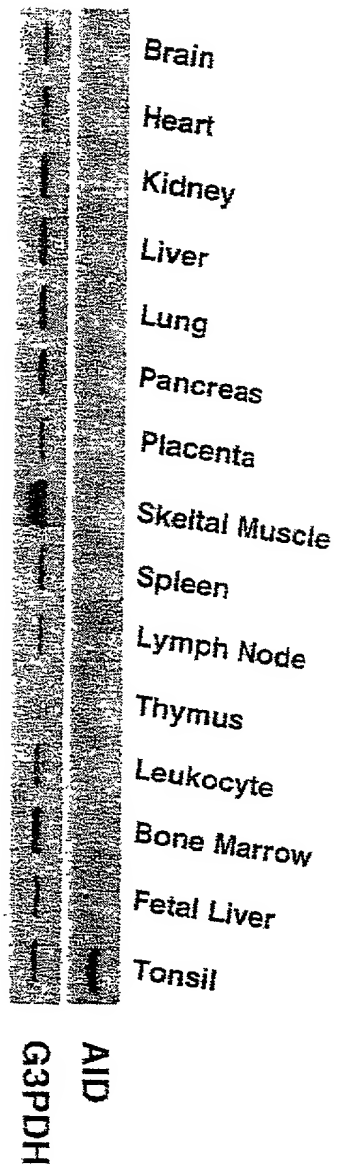 Brain
Heart
Kidney
Liver
Lung
Pancreas
Placenta
Skeltal Muscle
Spleen
Lymph Node
Thymus
Leukocyte
Bone Marrow
Fetal Liver
Tonsil
AID
G3PDH